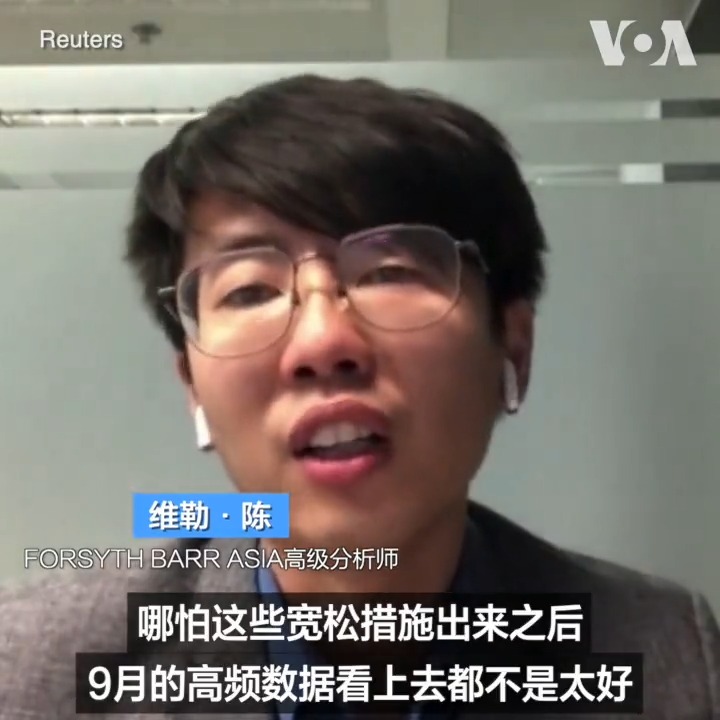 Reuters
VOA
维勒·陈
FORSYTH BARR ASIA高级分析师
哪怕这些宽松措施出来之后
9月的高频数据看上去都不是太好